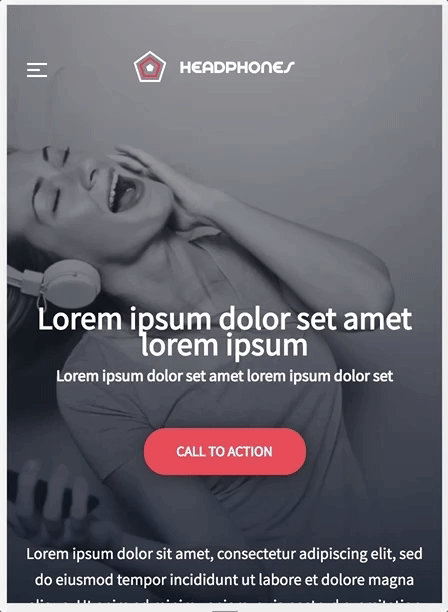 HEADPHONES
Lorem ipsum dolor set amet
lorem ipsum
Lorem ipsum dolor set amet lorem ipsum dolor set
CALL TO ACTION
Lorem ipsum dolor sit amet, consectetur adipiscing elit, sed
do eiusmod tempor incididunt ut labore et dolore magna